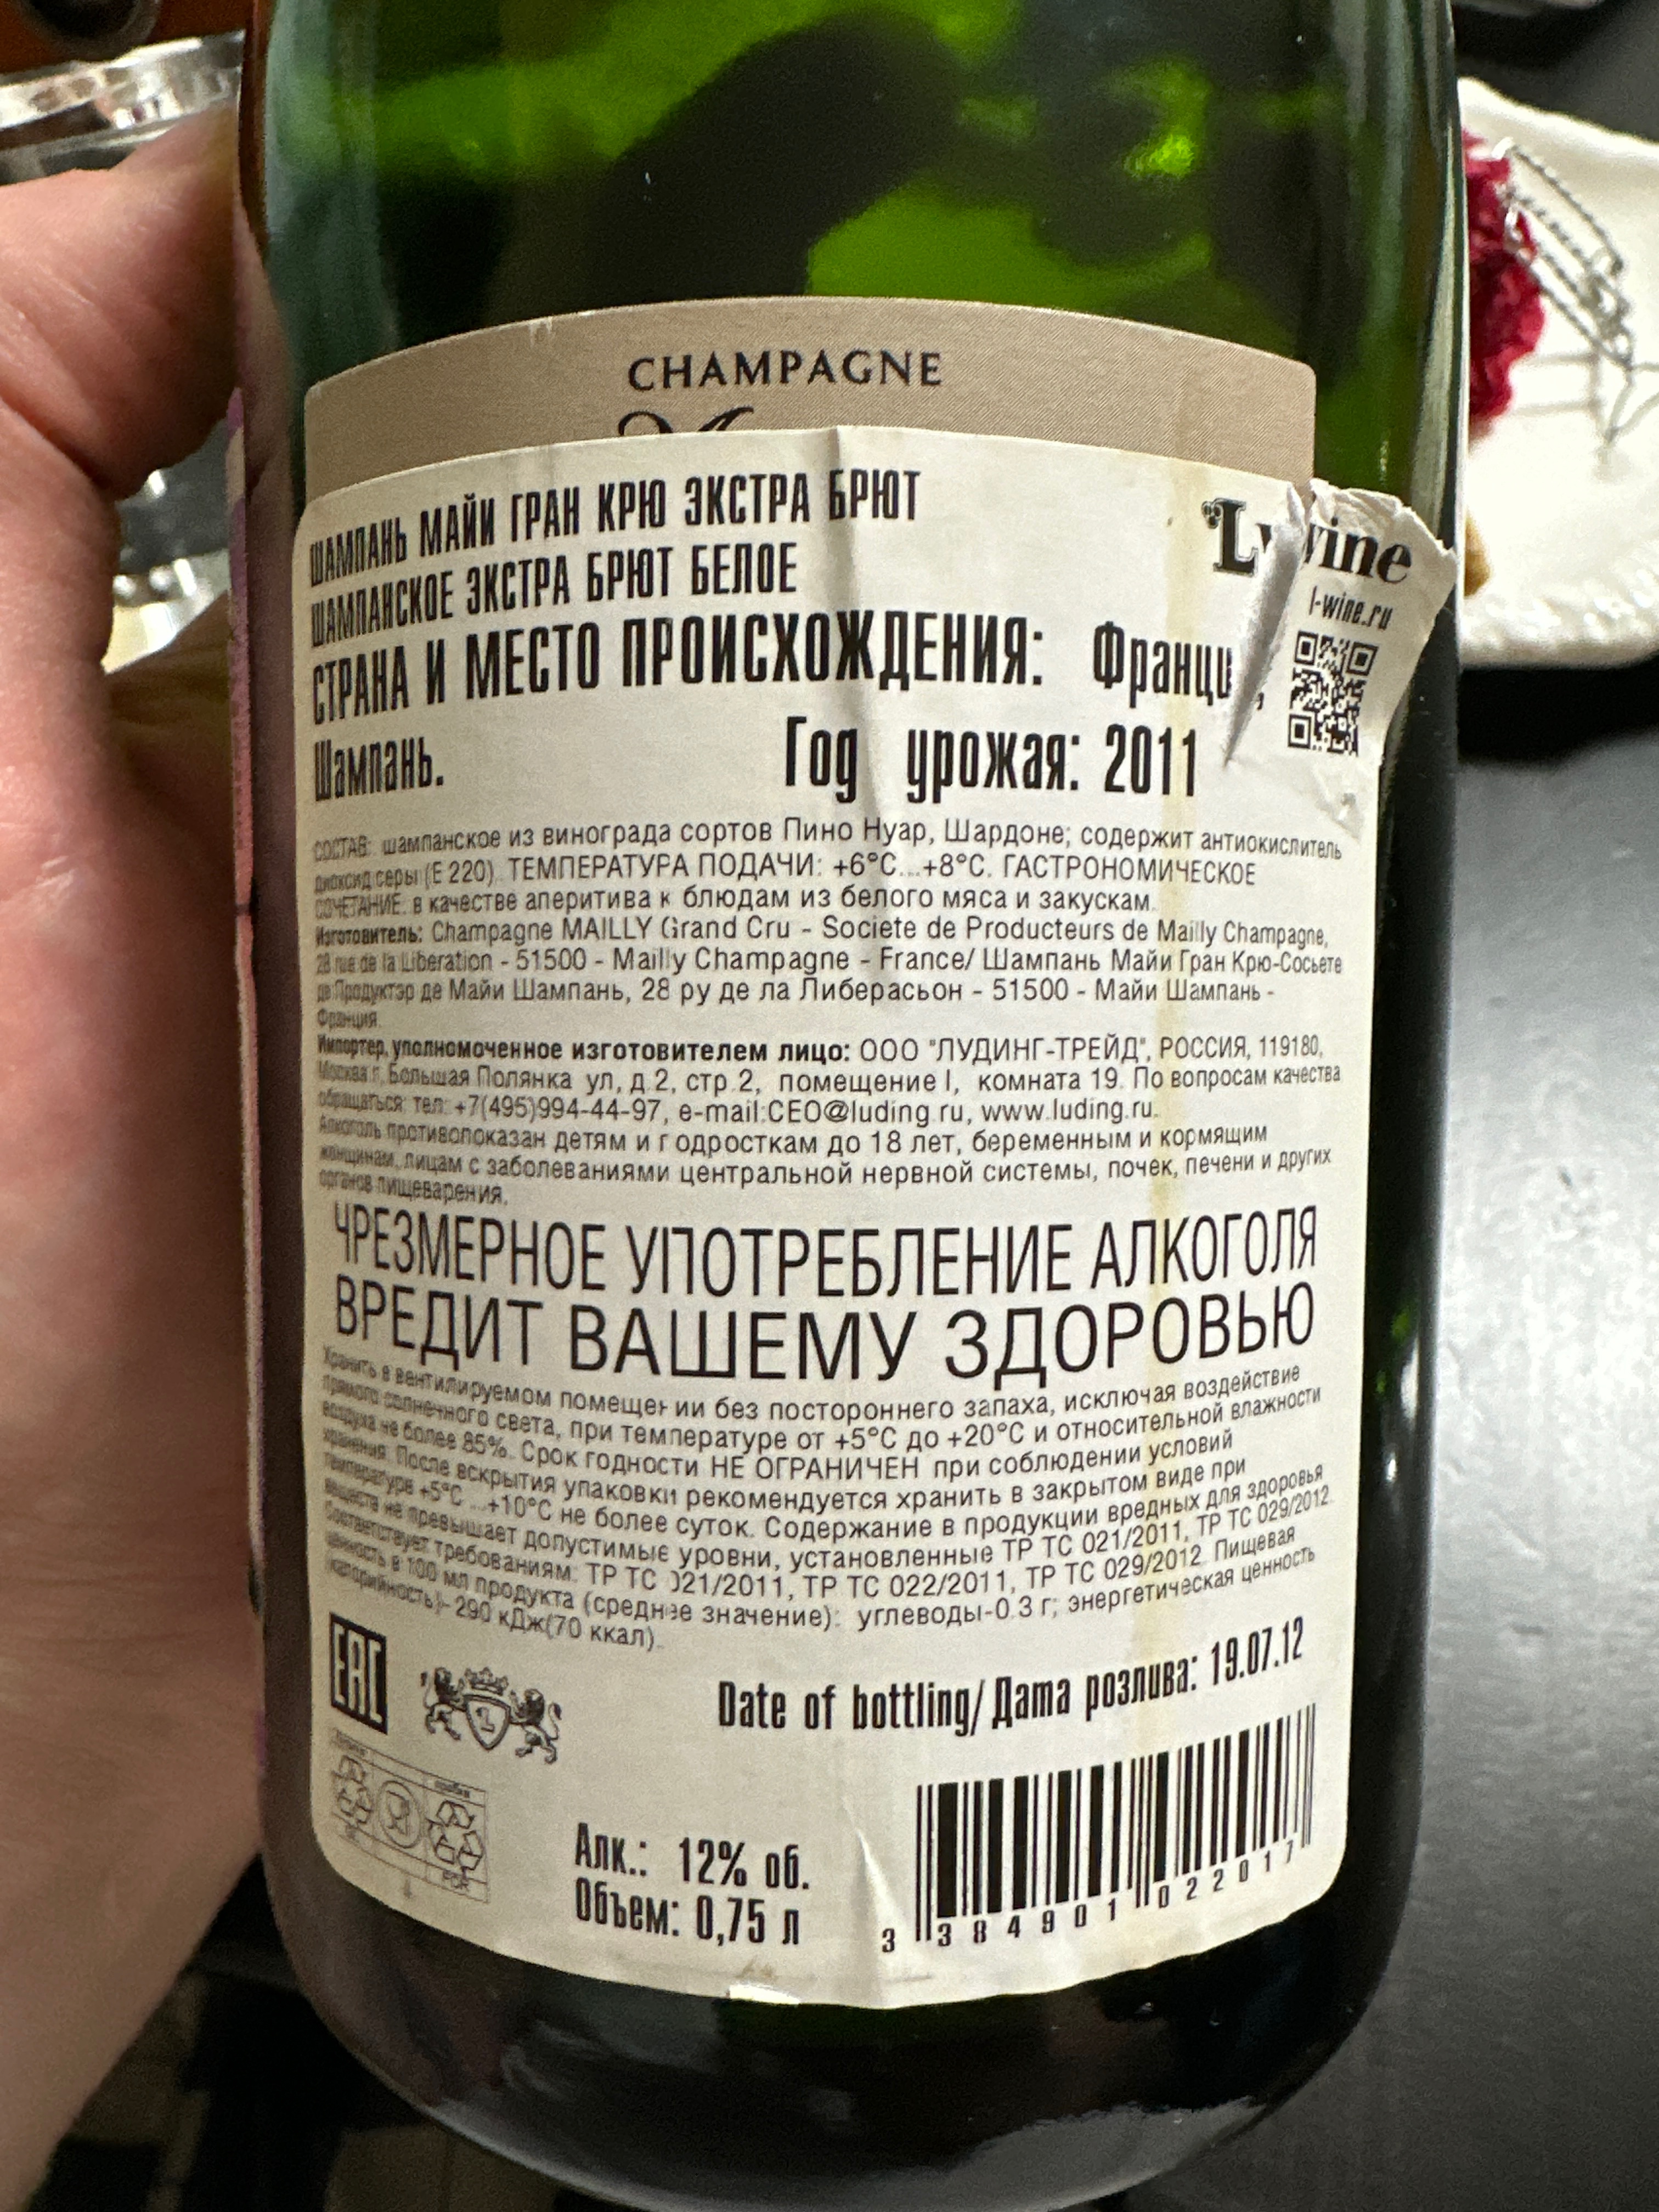 CHAMPAGNE
ШАМПАНЬ МАЙИ ГРАН КРЮ ЭКСТРА БРЮТ
ШАМПАНСКОЕ ЭКСТРА БРЮТ БЕЛОЕ
СТРАНА И МЕСТО ПРОИСХОЖДЕНИЯ: Франци ,
Шампань. Год урожая: 2011
L wine
l-wine.ru
СОСТАВ: шампанское из винограда сортов Пино Нуар, Шардоне; содержит антиокислитель
диоксид серы (Е 220). ТЕМПЕРАТУРА ПОДАЧИ: +6°С...+8°С. ГАСТРОНОМИЧЕСКОЕ
СОЧЕТАНИЕ: в качестве аперитива к блюдам из белого мяса и закускам.
Изготовитель: Champagne MAILLY Grand Cru - Societe de Producteurs de Mailly Champagne,
28 rue de la Liberation - 51500 - Mailly Champagne - France/ Шампань Майи Гран Крю-Сосьете
де Продуктэр де Майи Шампань, 28 ру де ла Либерасьон - 51500 - Майи Шампань -
Франция.
Импортер, уполномоченное изготовителем лицо: ООО "ЛУДИНГ-ТРЕЙД", РОССИЯ, 119180,
Москва г, Большая Полянка ул, д.2, стр.2, помещение I, комната 19. По вопросам качества
обращаться: тел: +7(495)994-44-97, e-mail:CEO@luding.ru, www.luding.ru.
Алкоголь противопоказан детям и подросткам до 18 лет, беременным и кормящим
женщинам, лицам с заболеваниями центральной нервной системы, почек, печени и других
органов пищеварения.
ЧРЕЗМЕРНОЕ УПОТРЕБЛЕНИЕ АЛКОГОЛЯ
ВРЕДИТ ВАШЕМУ ЗДОРОВЬЮ
Хранить в вентилируемом помещении без постороннего запаха, исключая воздействие
прямого солнечного света, при температуре от +5°С до +20°С и относительной влажности
воздуха не более 85%. Срок годности НЕ ОГРАНИЧЕН при соблюдении условий
хранения. После вскрытия упаковки рекомендуется хранить в закрытом виде при
температуре +5°С ...+10°С не более суток. Содержание в продукции вредных для здоровья
веществ не превышает допустимые уровни, установленные ТР ТС 021/2011, ТР ТС 029/2012.
Соответствует требованиям: ТР ТС 021/2011, ТР ТС 022/2011, ТР ТС 029/2012. Пищевая
ценность в 100 мл продукта (среднее значение): углеводы-0.3 г; энергетическая ценность
(калорийность)- 290 кДж(70 ккал).
EAC
Date of bottling/ Дата розлива: 19.07.12
Алк.: 12% об.
Объем: 0,75 л
3 384901 022017